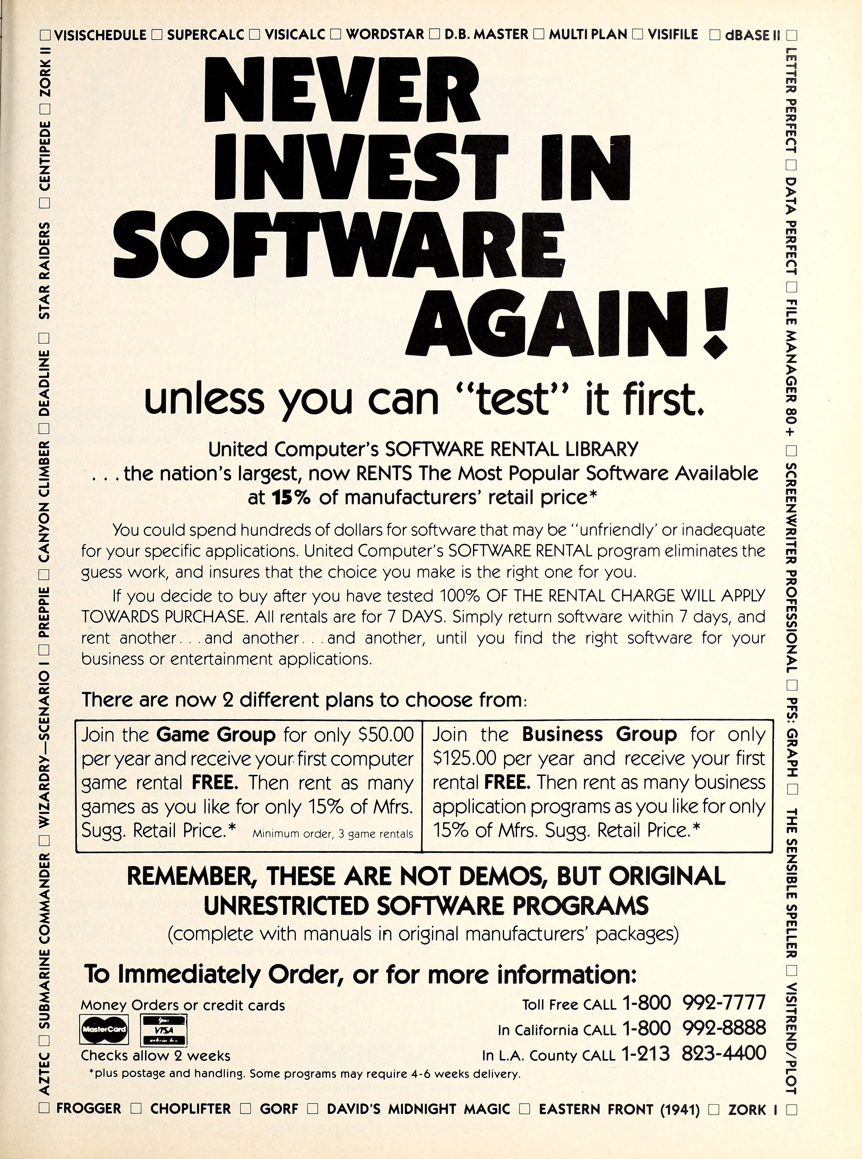 □ VISISCHEDULE □ SUPERCALC □ VISICALC □ WORDSTAR □ D.B. MASTER □ MULTI PLAN □ VISIFILE □ dBASE II □
NEVER
INVEST IN
SOFTWARE
AGAIN!
unless you can “test” it first.
United Computer's SOFTWARE RENTAL LIBRARY
. . . the nation's largest, now RENTS The Most Popular Software Available
at 15% of manufacturers' retail price*
You could spend hundreds of dollars for software that may be “unfriendly’ or inadequate
for your specific applications. United Computer's SOFTWARE RENTAL program eliminates the
guess work, and insures that the choice you make is the right one for you.
If you decide to buy after you have tested 100% OF THE RENTAL CHARGE WILL APPLY
TOWARDS PURCHASE. All rentals are for 7 DAYS. Simply return software within 7 days, and
rent another. . .and another. . .and another, until you find the right software for your
business or entertainment applications.
There are now 2 different plans to choose from:
Join the Game Group for only $50.00
per year and receive your first computer
game rental FREE. Then rent as many
games as you like for only 15% of Mfrs.
Sugg. Retail Price.* Minimum order, 3 game rentals
Join the Business Group for only
$125.00 per year and receive your first
rental FREE. Then rent as many business
application programs as you like for only
15% of Mfrs. Sugg. Retail Price.*
REMEMBER, THESE ARE NOT DEMOS, BUT ORIGINAL
UNRESTRICTED SOFTWARE PROGRAMS
(complete with manuals in original manufacturers' packages)
To Immediately Order, or for more information:
Money Orders or credit cards
MasterCard
VISA
Checks allow 2 weeks
Toll Free CALL 1-800 992-7777
In California CALL 1-800 992-8888
In L.A. County CALL 1-213 823-4400
*plus postage and handling. Some programs may require 4-6 weeks delivery.
LETTER PERFECT □ DATA PERFECT □ FILE MANAGER 80+ □ SCREENWRITER PROFESSIONAL □ PFS: GRAPH □ THE SENSIBLE SPELLER □ VISITREND/PLOT
AZTEC □ SUBMARINE COMMANDER □ WIZARDRY—SCENARIO I □ PREPPIE □ CANYON CLIMBER □ DEADLINE □ STAR RAIDERS □ CENTIPEDE □ ZORK II
□ FROGGER □ CHOPLIFTER □ GORF □ DAVID'S MIDNIGHT MAGIC □ EASTERN FRONT (1941) □ ZORK I □